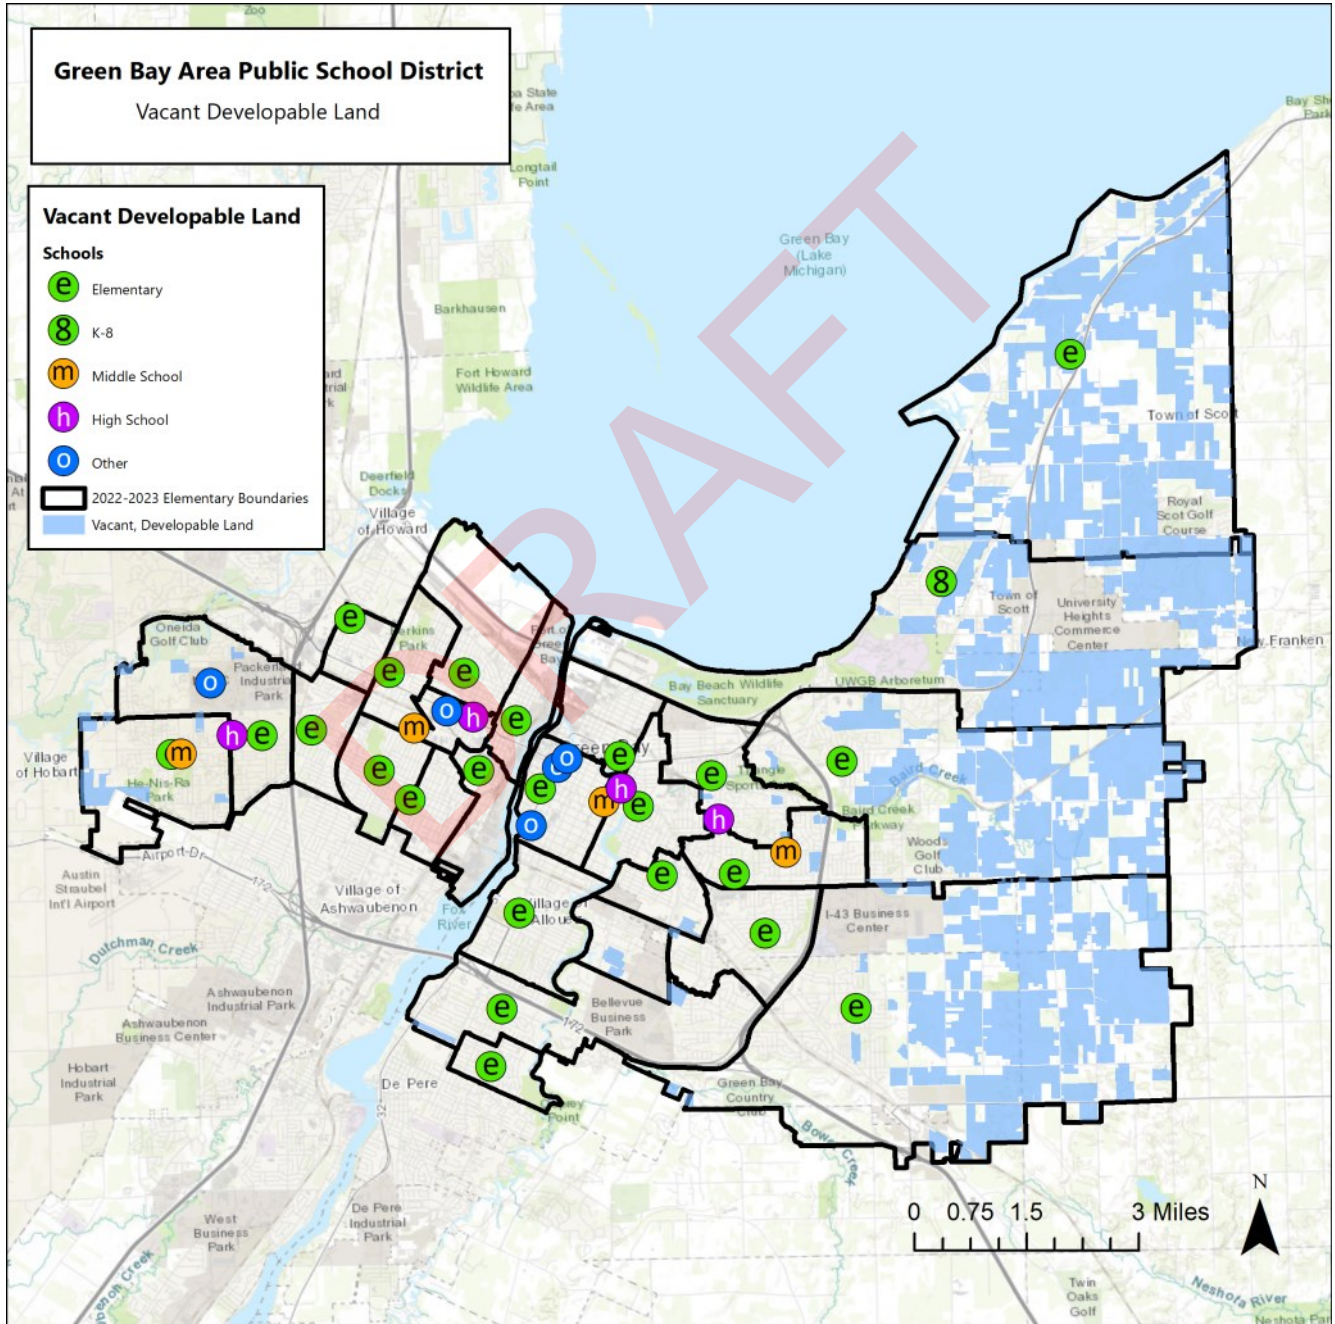 Zoo
Green Bay Area Public School District
Vacant Developable Land
Longtail
Point
Vacant Developable Land
Schools
e Elementary
8 K-8
m Middle School
h High School
o Other
2022-2023 Elementary Boundaries
Vacant, Developable Land
DRAFT
Green Bay
(Lake
Michigan)
Barkhausen
Fort Howard
Wildlife Area
Deerfield
Docks
Village
of Howard
Town of Scott
Royal
Scot Golf
Course
Town of
Scott
University
Heights
Commerce
Center
New Franken
Oneida
Golf Club
Industrial
Park
Bay Beach Wildlife
Sanctuary
UWGB Arboretum
Village
of Hobart
He-Nis-Ra
Park
Baird Creek
Baird Creek
Parkway
Woods
Golf
Club
Airport Dr
172
Austin
Straubel
Int'l Airport
Village of
Ashwaubenon
Fox
River
I-43 Business
Center
Dutchman Creek
Ashwaubenon
Industrial Park
Ashwaubenon
Business Center
Bellevue
Business
Park
172
Hobart
Industrial
Park
De Pere
32
Green Bay
Country
Club
Bower Creek
De Pere
Industrial
Park
West
Business
Park
N
0 0.75 1.5 3 Miles
Twin
Oaks
Golf
Neshota River